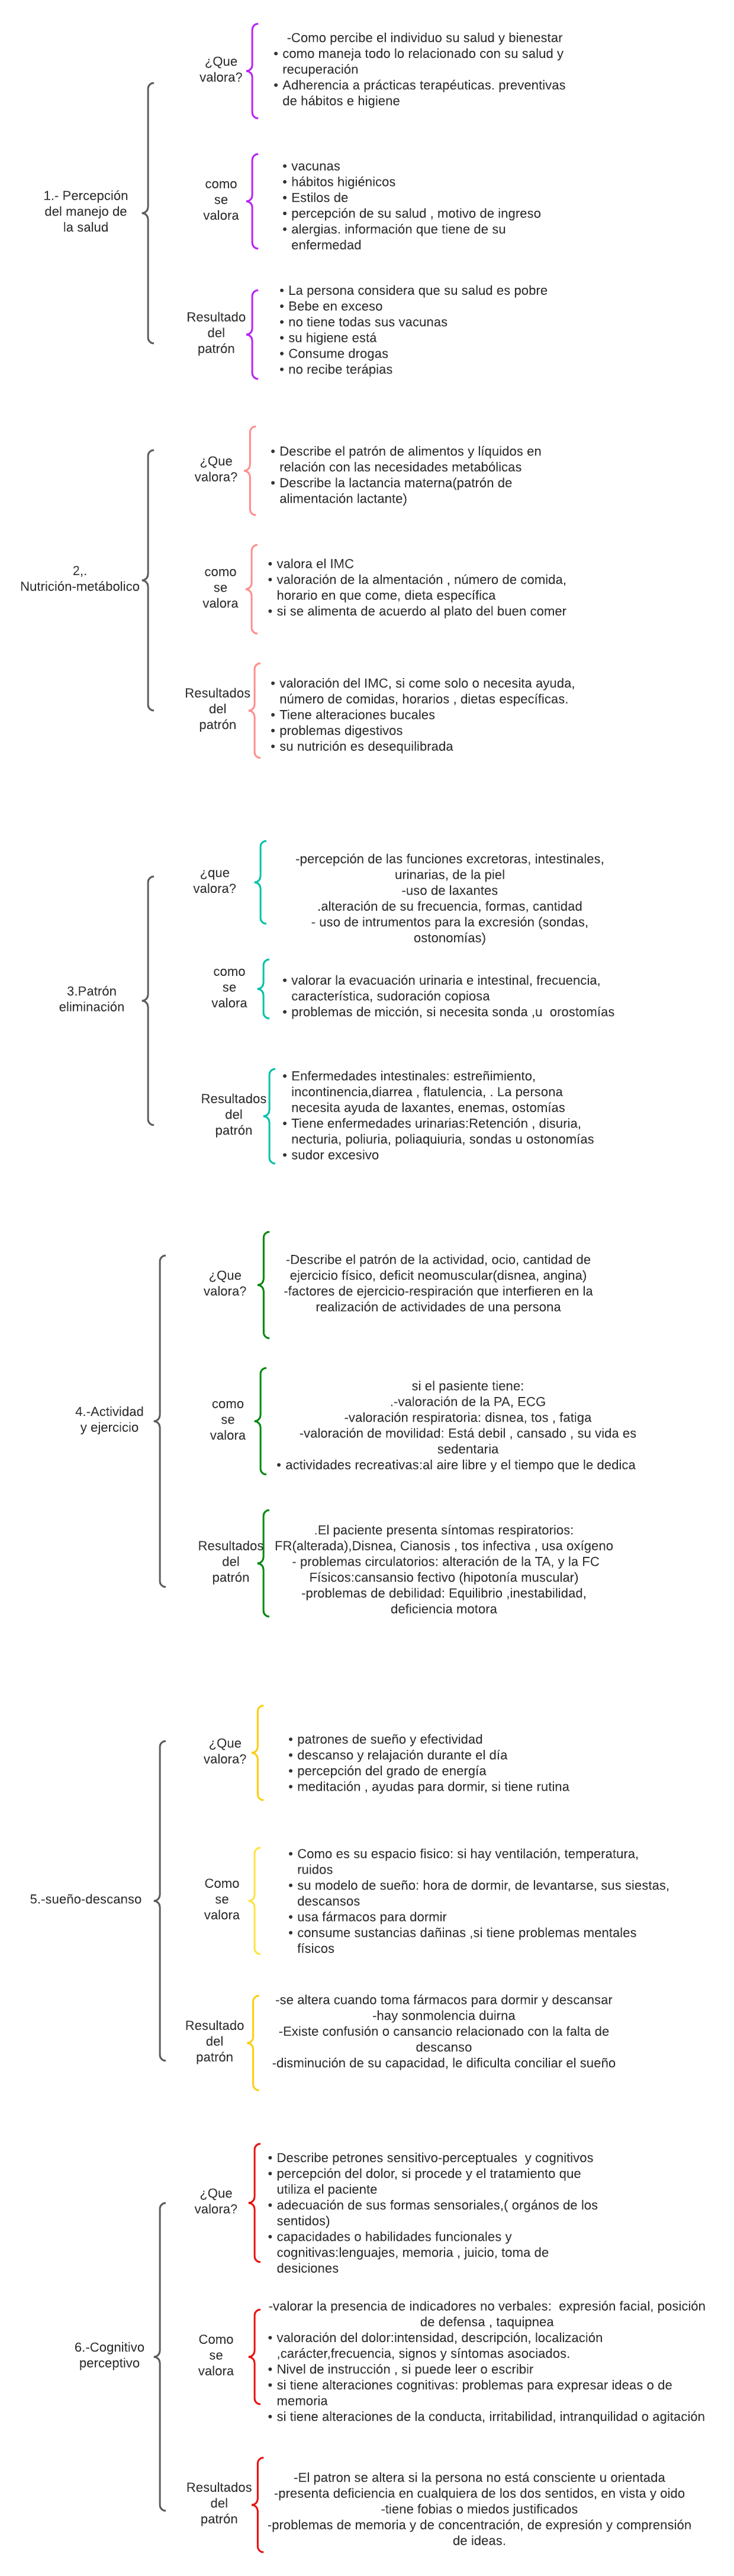 1.- Percepción
del manejo de
la salud
¿Que
valora?
-Como percibe el individuo su salud y bienestar
• como maneja todo lo relacionado con su salud y
recuperación
• Adherencia a prácticas terapéuticas. preventivas
de hábitos e higiene
como
se
valora
• vacunas
• hábitos higiénicos
• Estilos de
• percepción de su salud , motivo de ingreso
• alergias. información que tiene de su
enfermedad
Resultado
del
patrón
• La persona considera que su salud es pobre
• Bebe en exceso
• no tiene todas sus vacunas
• su higiene está
• Consume drogas
• no recibe terápias
2,.
Nutrición-metábolico
¿Que
valora?
• Describe el patrón de alimentos y líquidos en
relación con las necesidades metabólicas
• Describe la lactancia materna(patrón de
alimentación lactante)
como
se
valora
• valora el IMC
• valoración de la almentación , número de comida,
horario en que come, dieta específica
• si se alimenta de acuerdo al plato del buen comer
Resultados
del
patrón
• valoración del IMC, si come solo o necesita ayuda,
número de comidas, horarios , dietas específicas.
• Tiene alteraciones bucales
• problemas digestivos
• su nutrición es desequilibrada
3.Patrón
eliminación
¿que
valora?
-percepción de las funciones excretoras, intestinales,
urinarias, de la piel
-uso de laxantes
.alteración de su frecuencia, formas, cantidad
- uso de intrumentos para la excresión (sondas,
ostonomías)
como
se
valora
• valorar la evacuación urinaria e intestinal, frecuencia,
característica, sudoración copiosa
• problemas de micción, si necesita sonda ,u orostomías
Resultados
del
patrón
• Enfermedades intestinales: estreñimiento,
incontinencia,diarrea , flatulencia, . La persona
necesita ayuda de laxantes, enemas, ostomías
• Tiene enfermedades urinarias:Retención , disuria,
necturia, poliuria, poliaquiuria, sondas u ostonomías
• sudor excesivo
4.-Actividad
y ejercicio
¿Que
valora?
-Describe el patrón de la actividad, ocio, cantidad de
ejercicio físico, deficit neomuscular(disnea, angina)
-factores de ejercicio-respiración que interfieren en la
realización de actividades de una persona
como
se
valora
si el pasiente tiene:
.-valoración de la PA, ECG
-valoración respiratoria: disnea, tos , fatiga
-valoración de movilidad: Está debil , cansado , su vida es
sedentaria
• actividades recreativas:al aire libre y el tiempo que le dedica
Resultados
del
patrón
.El paciente presenta síntomas respiratorios:
FR(alterada),Disnea, Cianosis , tos infectiva , usa oxígeno
- problemas circulatorios: alteración de la TA, y la FC
Físicos:cansansio fectivo (hipotonía muscular)
-problemas de debilidad: Equilibrio ,inestabilidad,
deficiencia motora
5.-sueño-descanso
¿Que
valora?
• patrones de sueño y efectividad
• descanso y relajación durante el día
• percepción del grado de energía
• meditación , ayudas para dormir, si tiene rutina
Como
se
valora
• Como es su espacio fisico: si hay ventilación, temperatura,
ruidos
• su modelo de sueño: hora de dormir, de levantarse, sus siestas,
descansos
• usa fármacos para dormir
• consume sustancias dañinas ,si tiene problemas mentales
físicos
Resultado
del
patrón
-se altera cuando toma fármacos para dormir y descansar
-hay sonmolencia duirna
-Existe confusión o cansancio relacionado con la falta de
descanso
-disminución de su capacidad, le dificulta conciliar el sueño
6.-Cognitivo
perceptivo
¿Que
valora?
• Describe petrones sensitivo-perceptuales y cognitivos
• percepción del dolor, si procede y el tratamiento que
utiliza el paciente
• adecuación de sus formas sensoriales,( orgános de los
sentidos)
• capacidades o habilidades funcionales y
cognitivas:lenguajes, memoria , juicio, toma de
desiciones
Como
se
valora
-valorar la presencia de indicadores no verbales: expresión facial, posición
de defensa , taquipnea
• valoración del dolor:intensidad, descripción, localización
,carácter,frecuencia, signos y síntomas asociados.
• Nivel de instrucción , si puede leer o escribir
• si tiene alteraciones cognitivas: problemas para expresar ideas o de
memoria
• si tiene alteraciones de la conducta, irritabilidad, intranquilidad o agitación
Resultados
del
patrón
-El patron se altera si la persona no está consciente u orientada
-presenta deficiencia en cualquiera de los dos sentidos, en vista y oido
-tiene fobias o miedos justificados
-problemas de memoria y de concentración, de expresión y comprensión
de ideas.